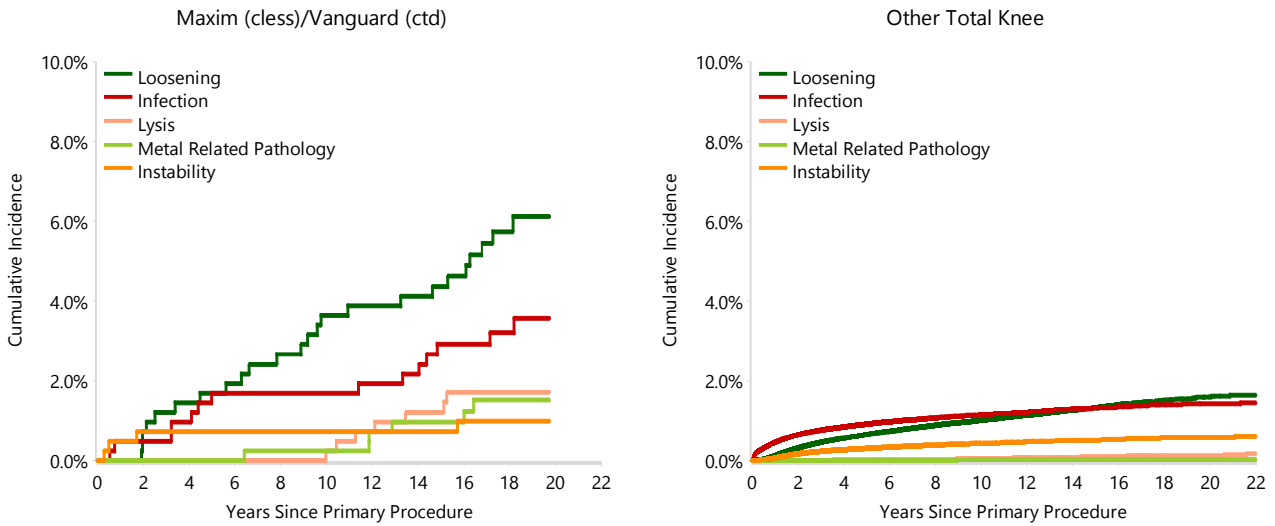 Maxim (cless)/Vanguard (ctd)
10.0%
8.0%
6.0%
4.0%
2.0%
0.0%
Cumulative Incidence
Loosening
Infection
Lysis
Metal Related Pathology
Instability
0 2 4 6 8 10 12 14 16 18 20 22
Years Since Primary Procedure
Other Total Knee
10.0%
8.0%
6.0%
4.0%
2.0%
0.0%
Cumulative Incidence
Loosening
Infection
Lysis
Metal Related Pathology
Instability
0 2 4 6 8 10 12 14 16 18 20 22
Years Since Primary Procedure